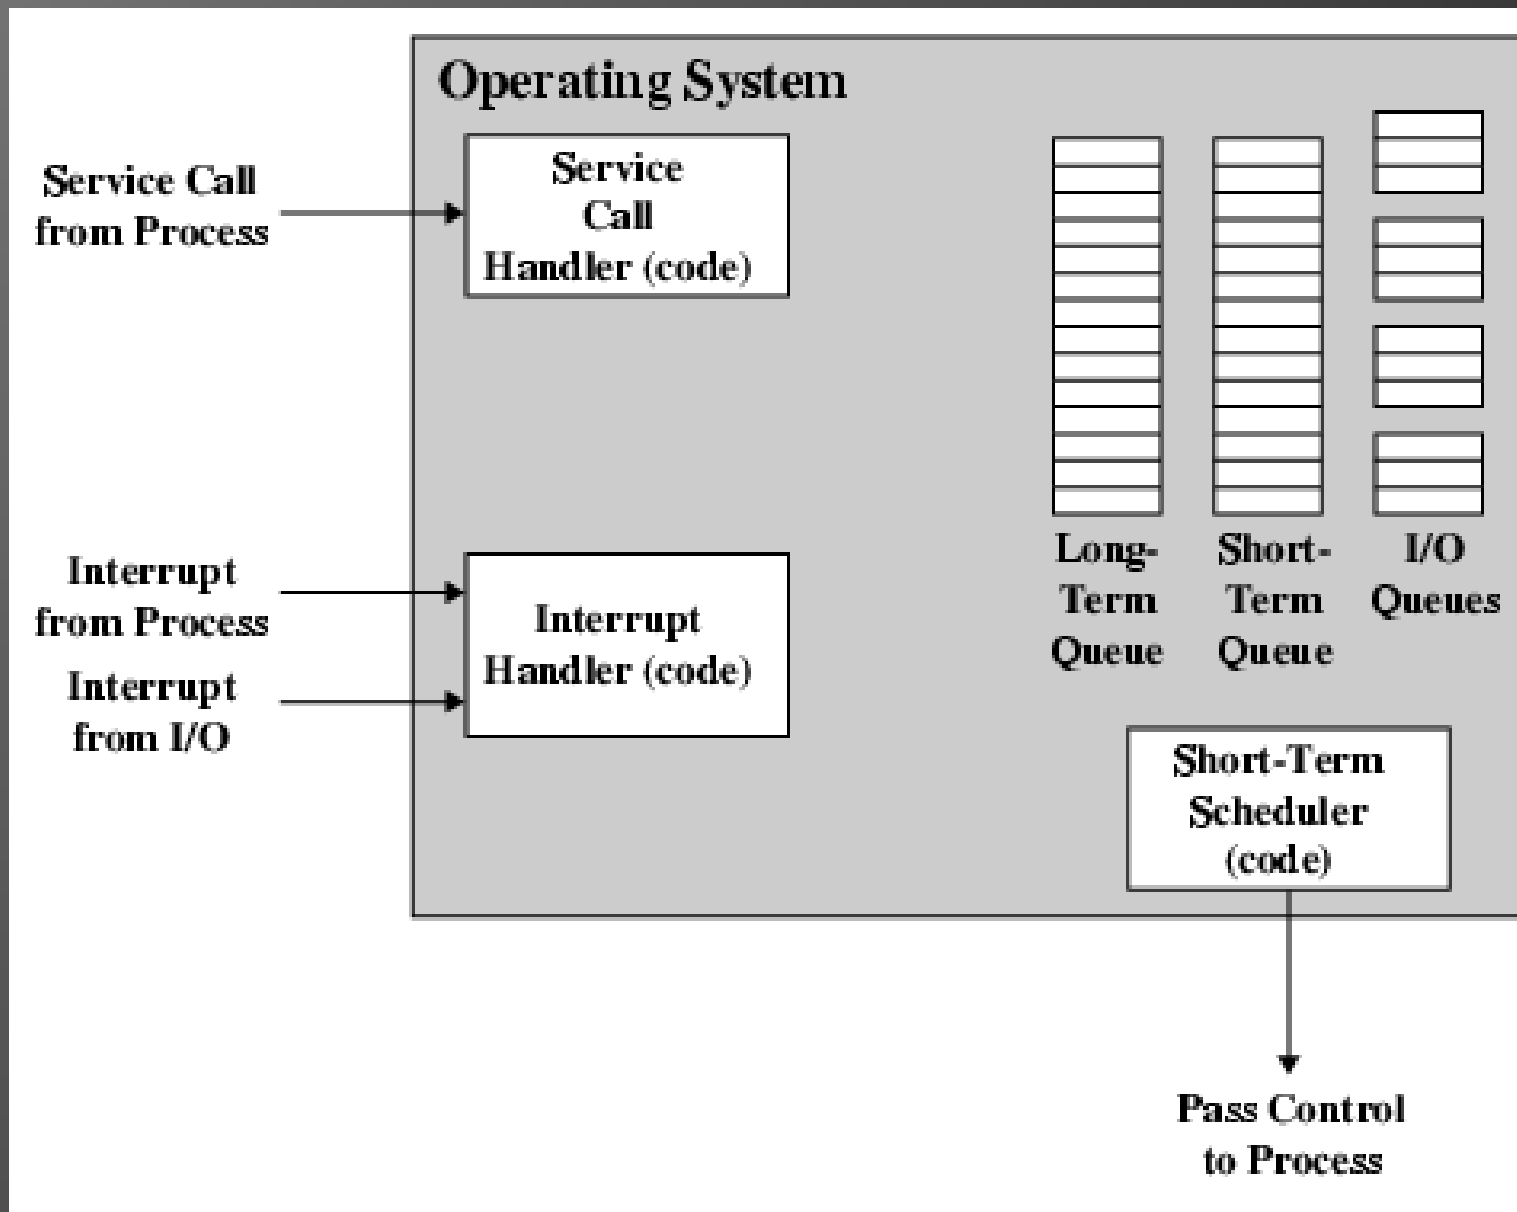 Operating System
Service Call
from Process
Service
Call
Handler (code)
Interrupt
from Process
Interrupt
from I/O
Interrupt
Handler (code)
Long-
Term
Queue
Short-
Term
Queue
I/O
Queues
Short-Term
Scheduler
(code)
Pass Control
to Process